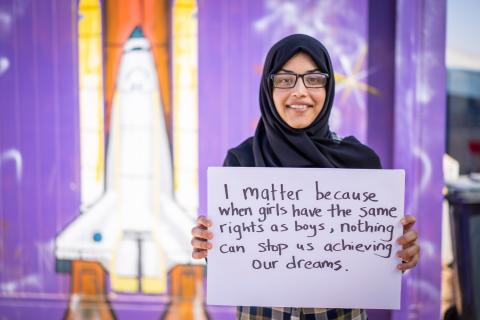 I matter because
when girls have the same
rights as boys, nothing
can stop us achieving
our dreams.